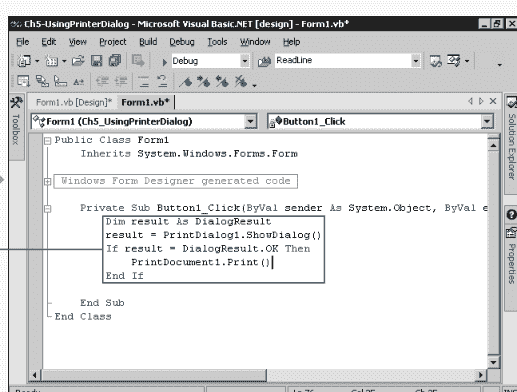 Ch5-UsingPrinterDialog - Microsoft Visual Basic.NET [design] - Form1.vb*
File Edit View Project Build Debug Tools Window Help
Debug ReadLine
Form1.vb [Design]* Form1.vb*
Toolbox
Form1 (Ch5_UsingPrinterDialog) Button1_Click
Solution Explorer
Properties
Public Class Form1
Inherits System.Windows.Forms.Form
Windows Form Designer generated code
Private Sub Button1_Click(ByVal sender As System.Object, ByVal e
Dim result As DialogResult
result = PrintDialog1.ShowDialog()
If result = DialogResult.OK Then
PrintDocument1.Print()
End If
End Sub
End Class